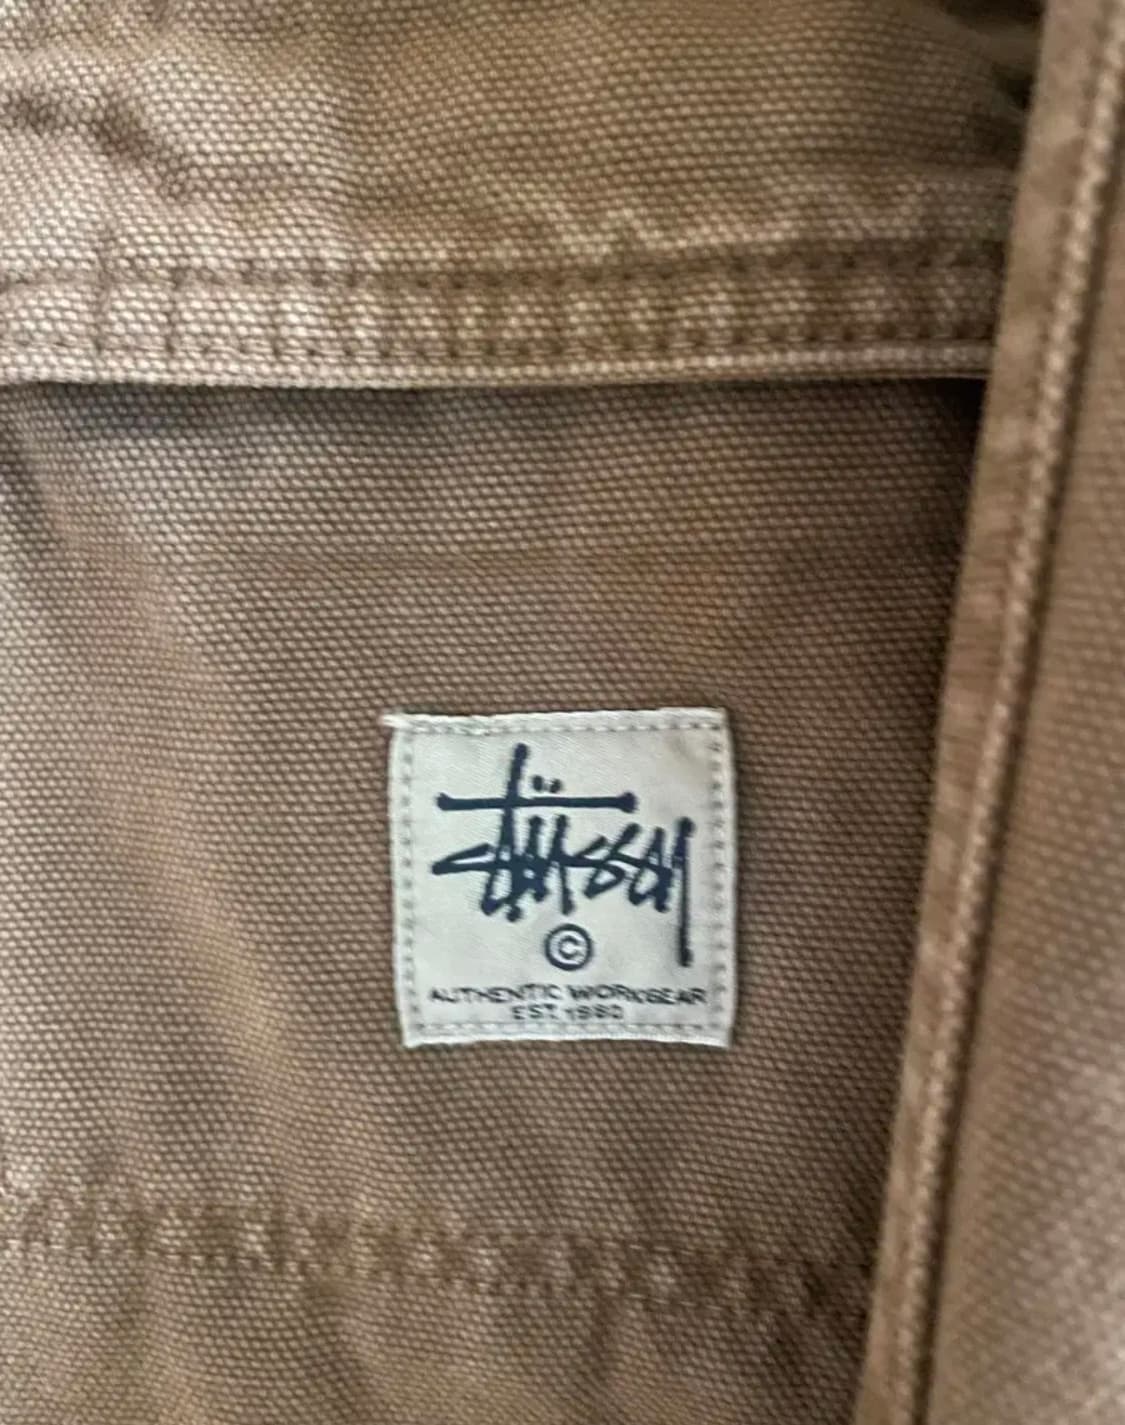 Stüssy
©
AUTHENTIC WORKGEAR
EST. 1980